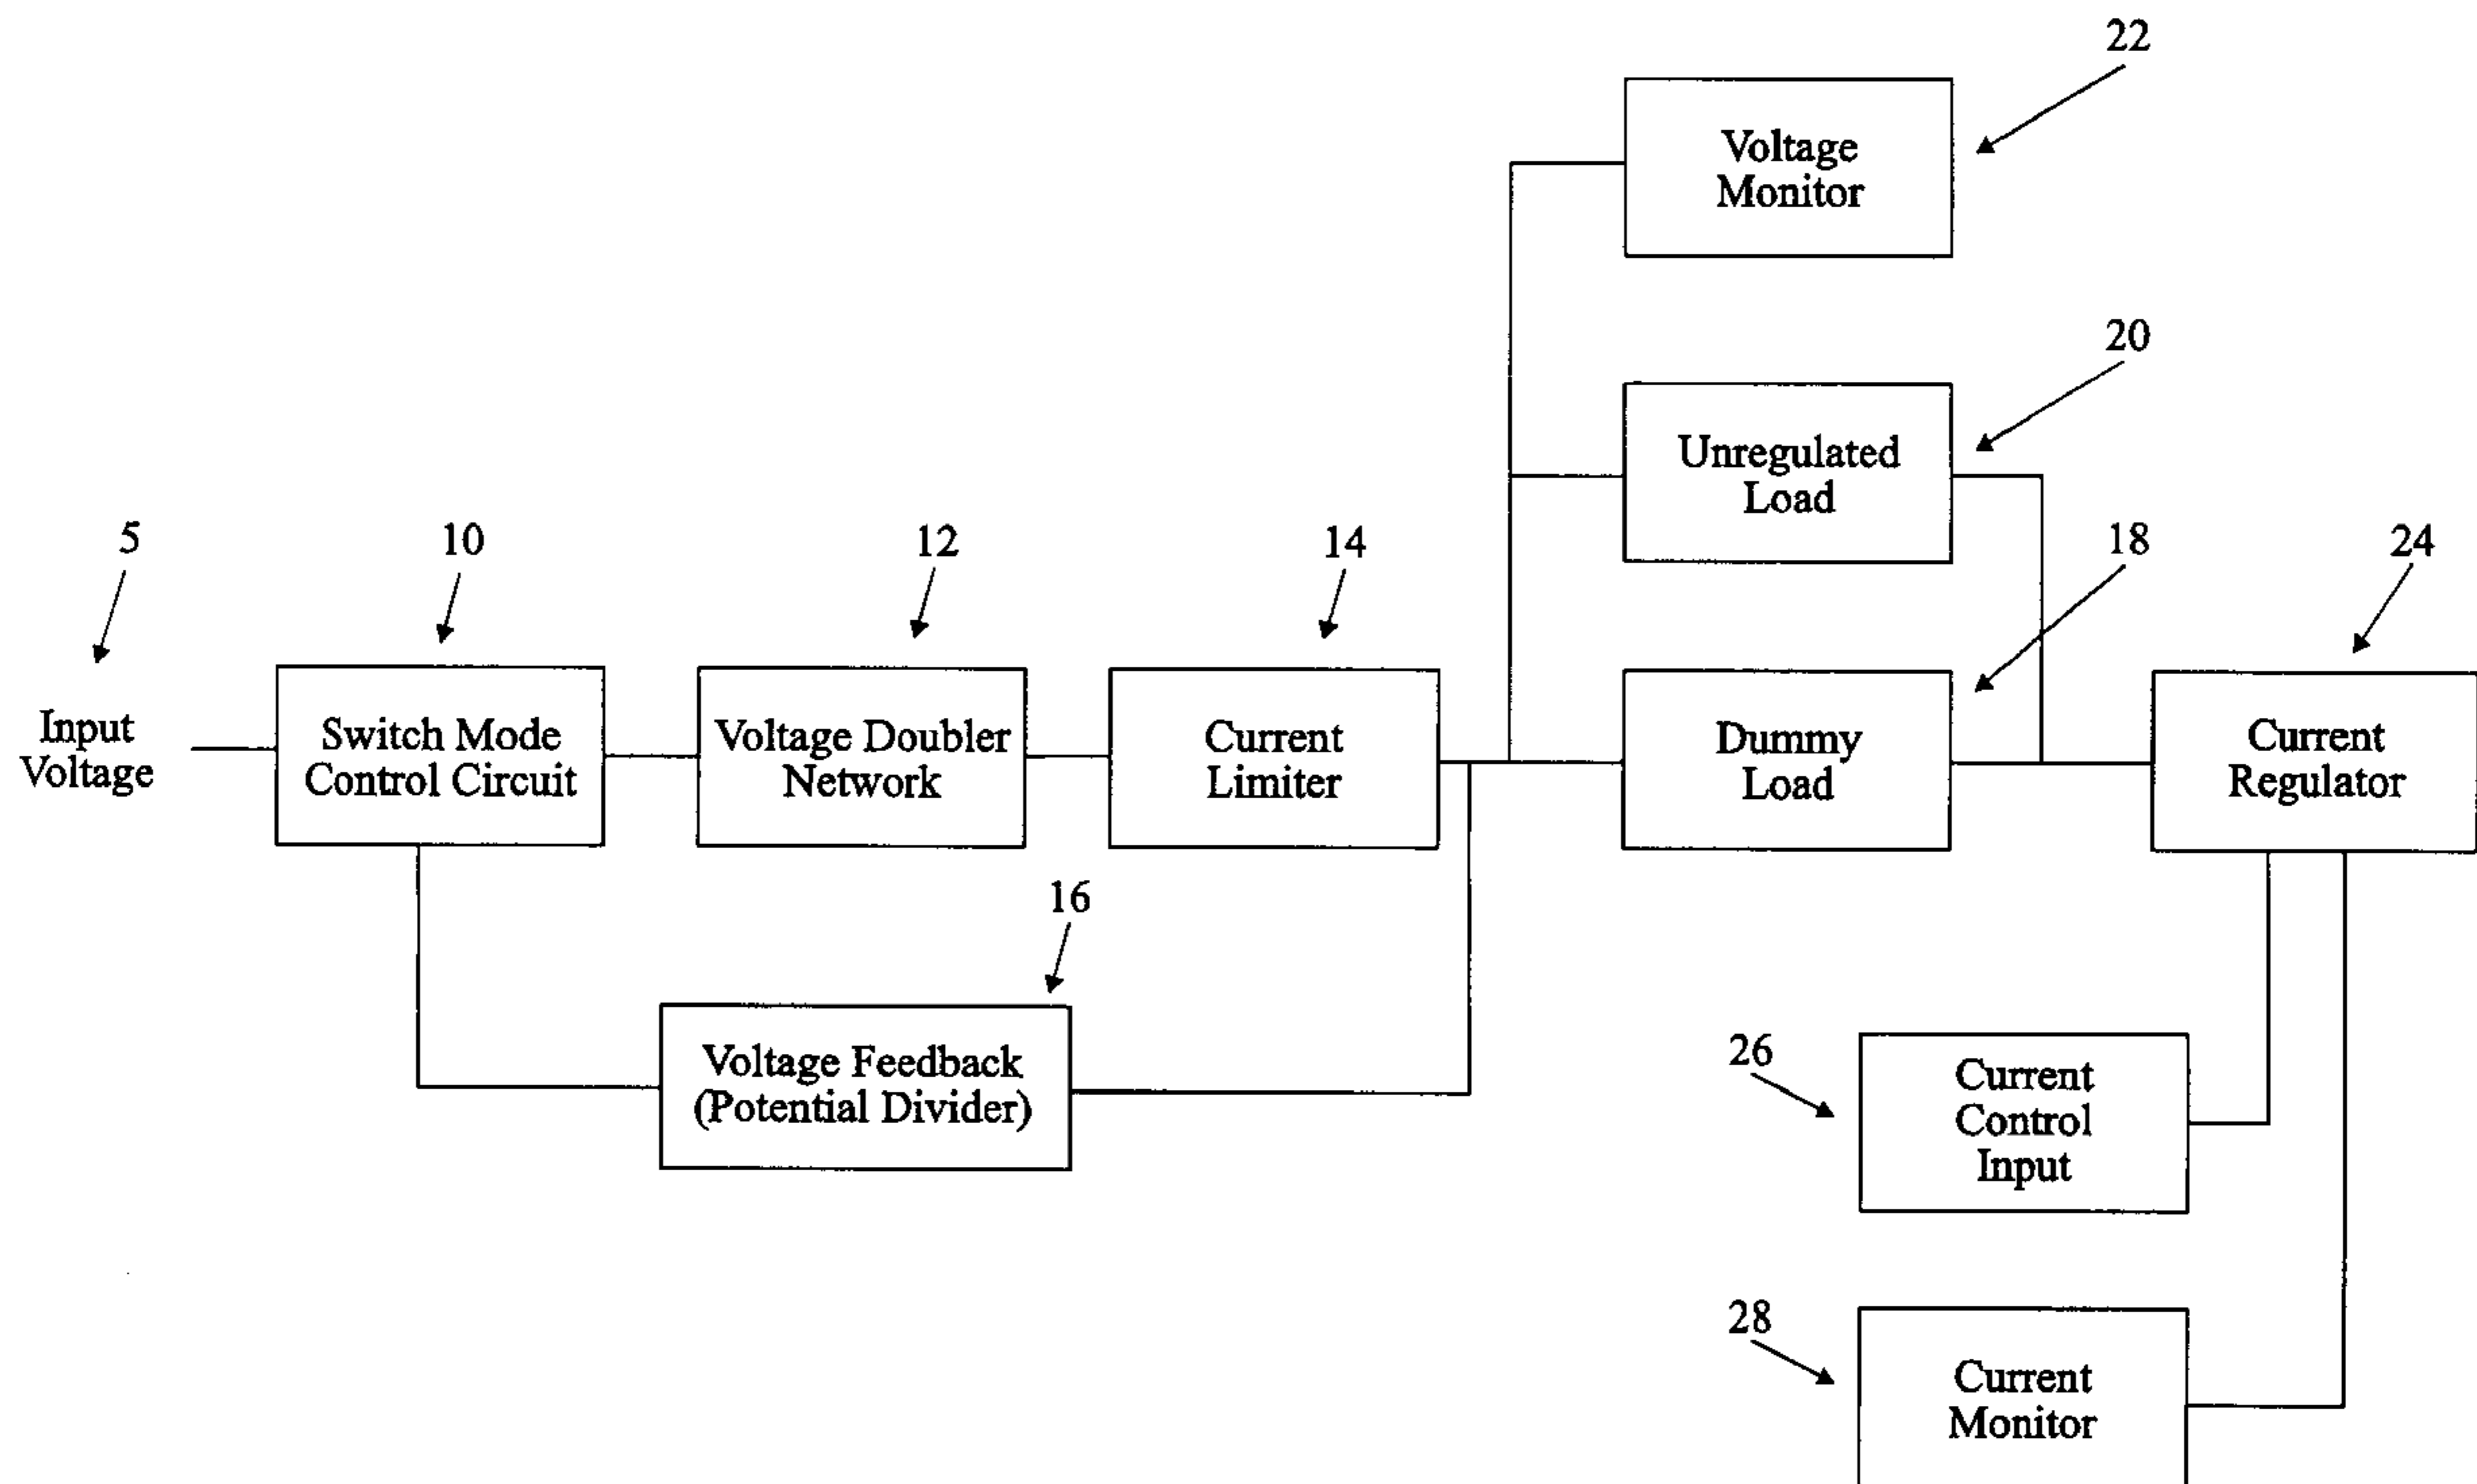 22
Voltage
Monitor
20
Unregulated
Load
5
10
12
14
18
24
Input
Voltage
Switch Mode
Control Circuit
Voltage Doubler
Network
Current
Limiter
Dummy
Load
Current
Regulator
16
Voltage Feedback
(Potential Divider)
26
Current
Control
Input
28
Current
Monitor